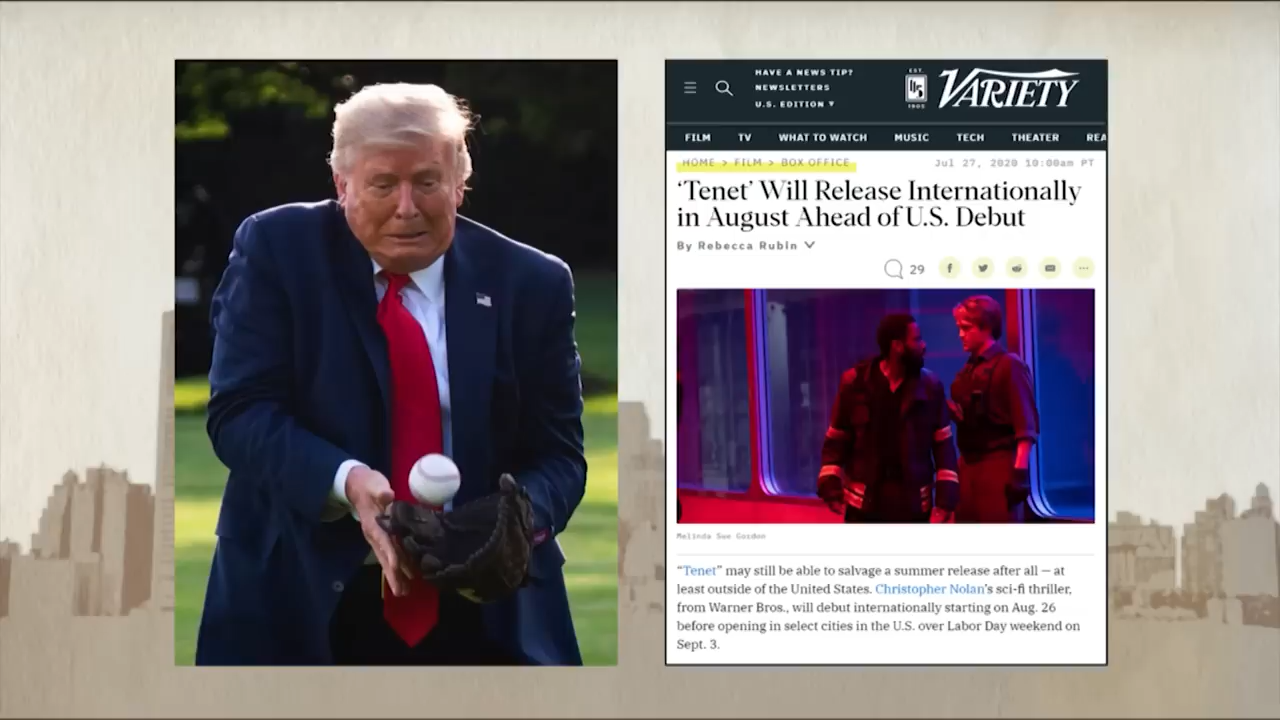 HAVE A NEWS TIP?
NEWSLETTERS
U.S. EDITION ▼
EST.
1905
VARIETY
FILM TV WHAT TO WATCH MUSIC TECH THEATER REA
HOME > FILM > BOX OFFICE
Jul 27, 2020 10:00am PT
‘Tenet’ Will Release Internationally
in August Ahead of U.S. Debut
By Rebecca Rubin
29
Melinda Sue Gordon
“Tenet” may still be able to salvage a summer release after all — at
least outside of the United States. Christopher Nolan’s sci-fi thriller,
from Warner Bros., will debut internationally starting on Aug. 26
before opening in select cities in the U.S. over Labor Day weekend on
Sept. 3.